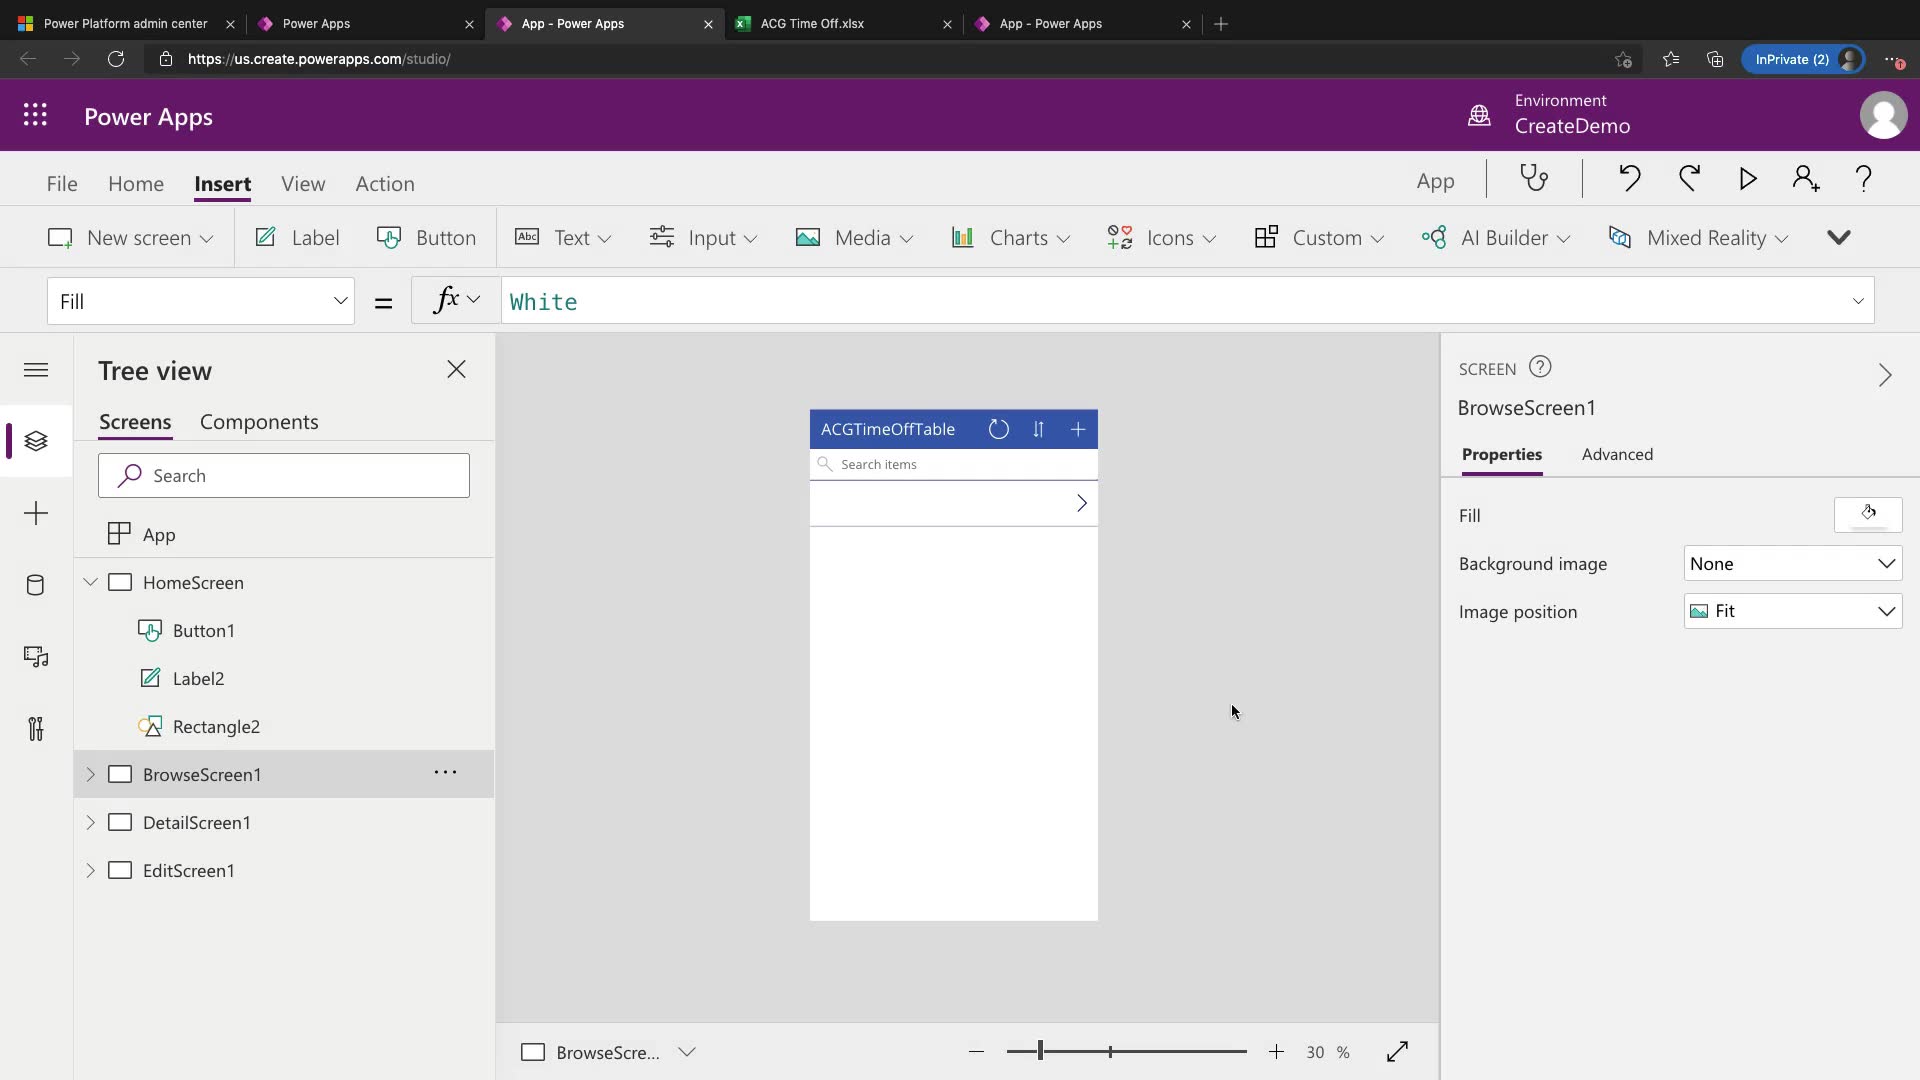 Power Platform admin center
Power Apps
App - Power Apps
ACG Time Off.xlsx
App - Power Apps
https://us.create.powerapps.com/studio/
InPrivate (2)
Power Apps
Environment
CreateDemo
File
Home
Insert
View
Action
App
New screen
Label
Button
Abc
Text
Input
Media
Charts
Icons
Custom
AI Builder
Mixed Reality
Fill
=
fx
White
Tree view
Screens
Components
Search
App
HomeScreen
Button1
Label2
Rectangle2
BrowseScreen1
DetailScreen1
EditScreen1
ACGTimeOffTable
Search items
SCREEN
BrowseScreen1
Properties
Advanced
Fill
Background image
None
Image position
Fit
BrowseScre...
30 %